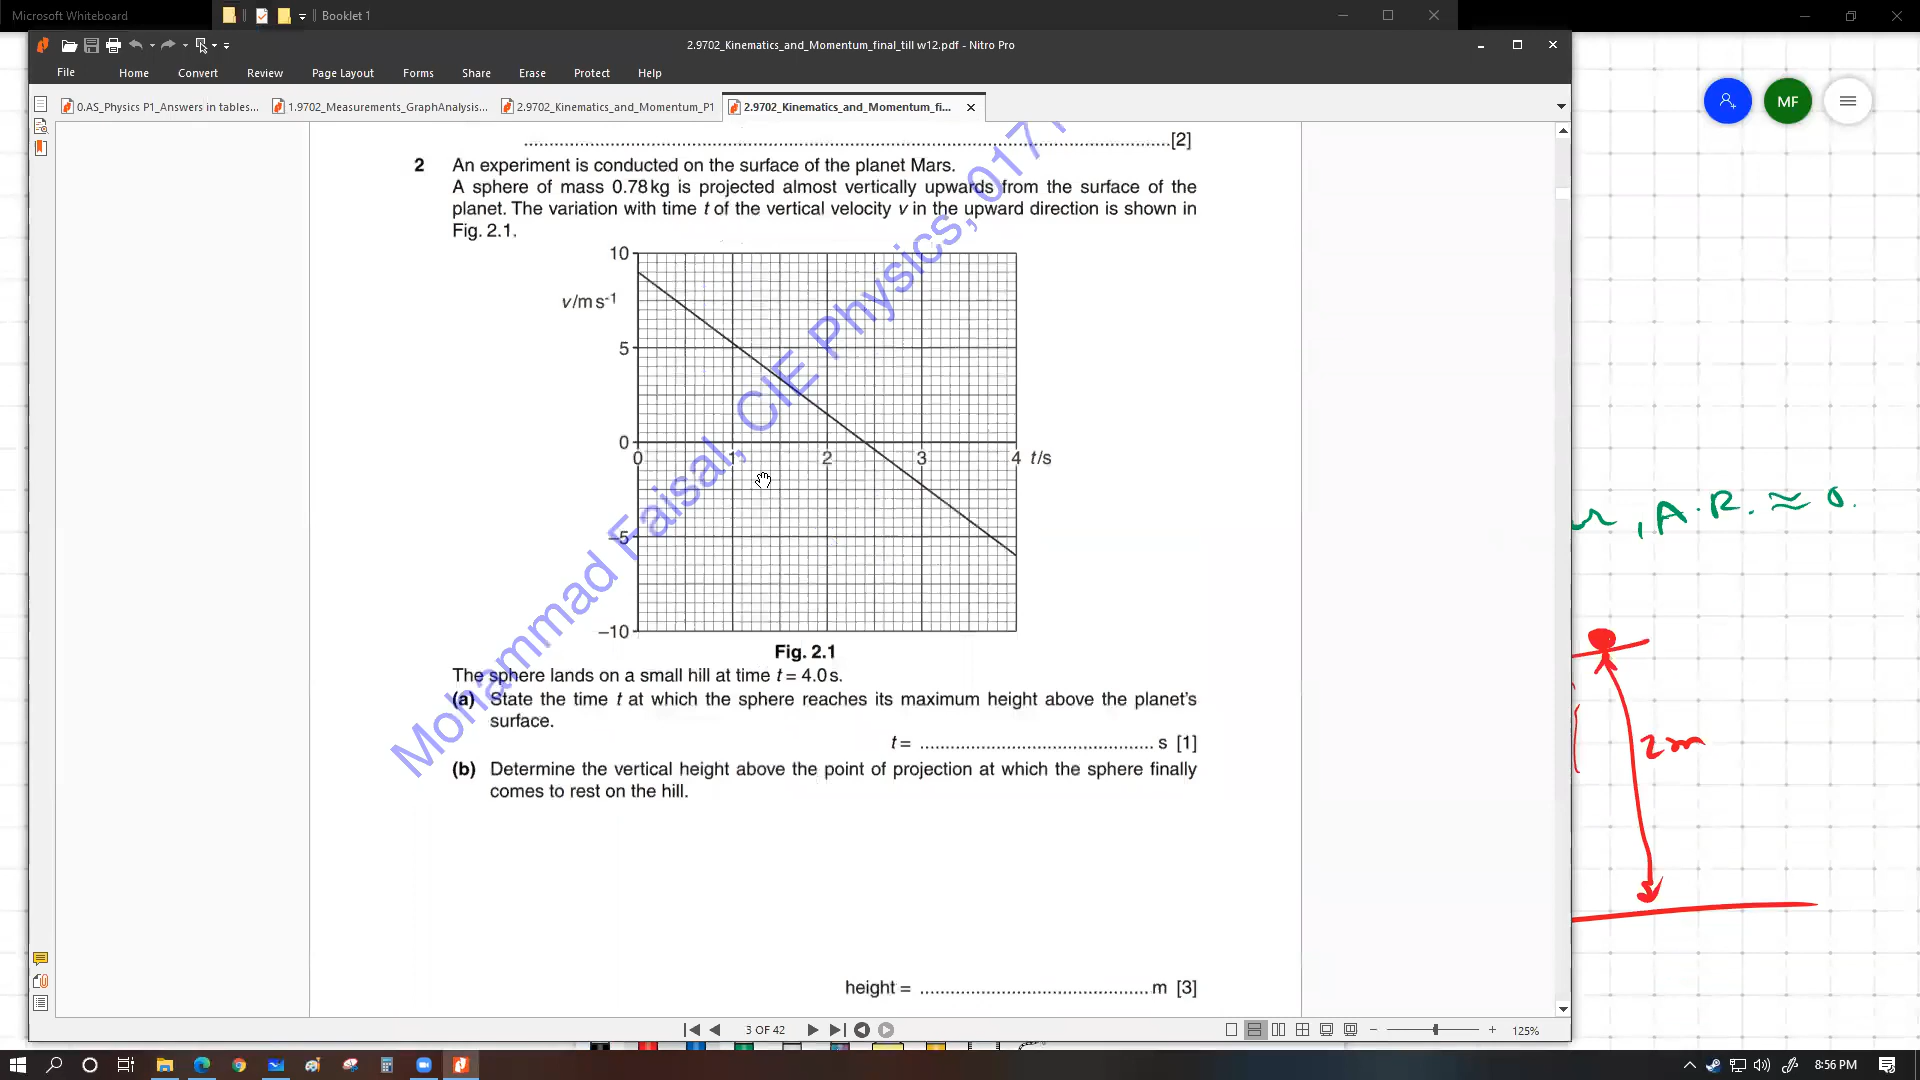 Microsoft Whiteboard
Booklet 1
2.9702_Kinematics_and_Momentum_final_till w12.pdf - Nitro Pro
File Home Convert Review Page Layout Forms Share Erase Protect Help
0.AS_Physics P1_Answers in tables...
1.9702_Measurements_GraphAnalysis...
2.9702_Kinematics_and_Momentum_P1
2.9702_Kinematics_and_Momentum_fi...
MF
[2]
2 An experiment is conducted on the surface of the planet Mars.
A sphere of mass 0.78 kg is projected almost vertically upwards from the surface of the
planet. The variation with time t of the vertical velocity v in the upward direction is shown in
Fig. 2.1.
10
v/m s⁻¹
5
0
0 1 2 3 4 t/s
–5
–10
Fig. 2.1
Mohammad Faisal, CIE Physics, 017
The sphere lands on a small hill at time t = 4.0 s.
(a) State the time t at which the sphere reaches its maximum height above the planet's
surface.
t = .......................................... s [1]
(b) Determine the vertical height above the point of projection at which the sphere finally
comes to rest on the hill.
height = .......................................... m [3]
, A.R. ≈ 0.
2m
3 OF 42
125%
8:56 PM